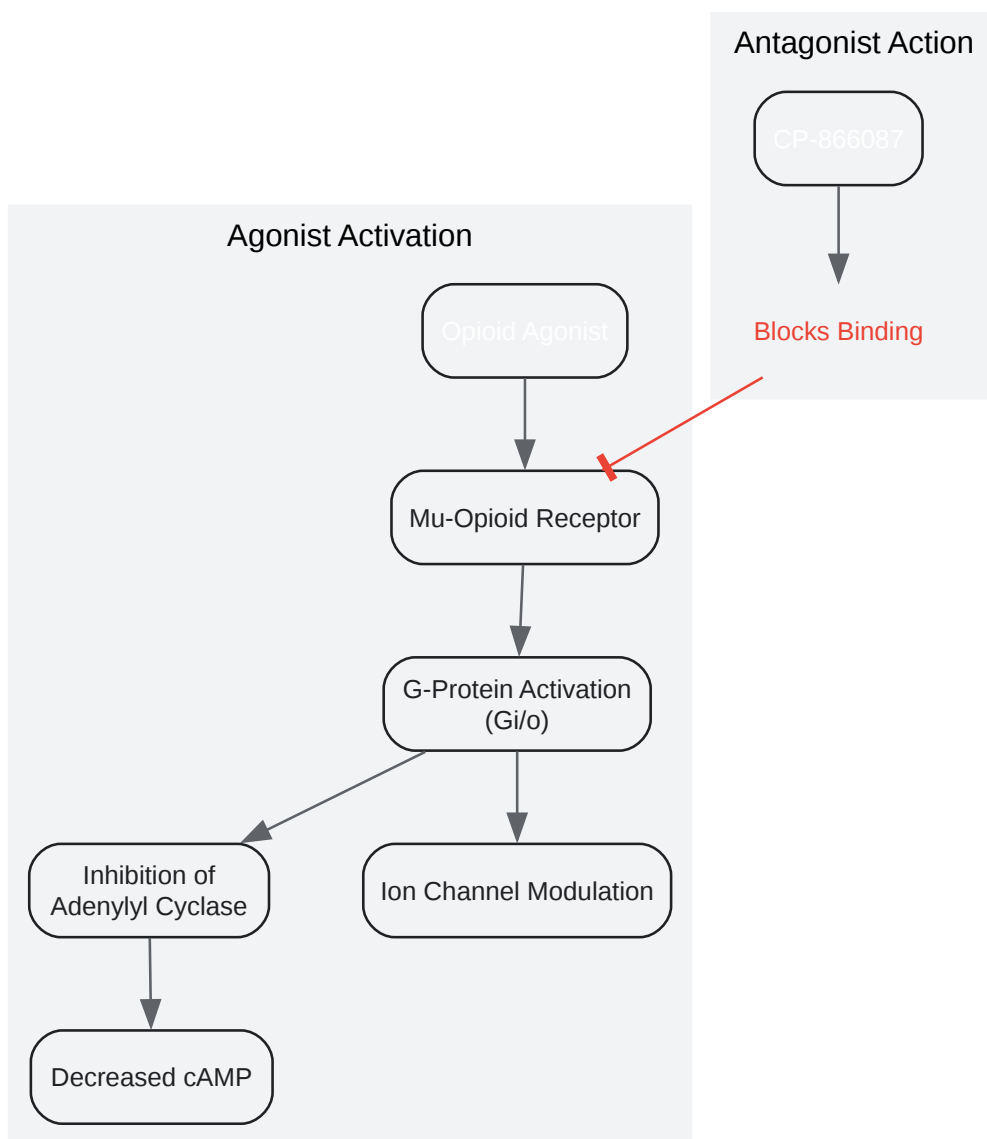 Antagonist Action
CP-866087
Agonist Activation
Opioid Agonist
Blocks Binding
Mu-Opioid Receptor
G-Protein Activation
(Gi/o)
Inhibition of
Adenylyl Cyclase
Ion Channel Modulation
Decreased cAMP